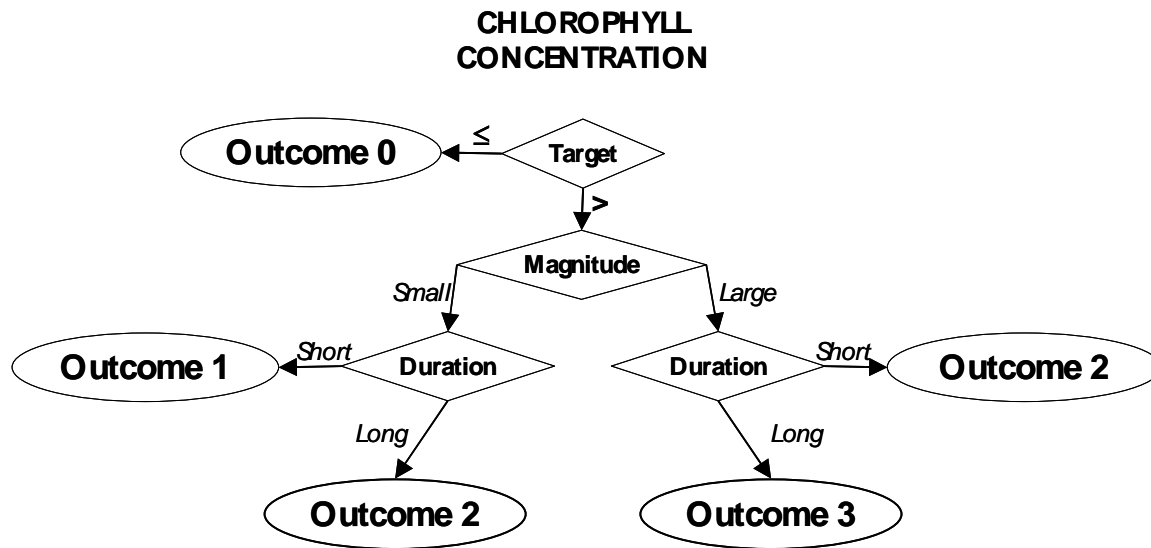 CHLOROPHYLL
CONCENTRATION
Outcome 0
≤
Target
>
Magnitude
Small
Large
Outcome 1
Short
Duration
Duration
Short
Outcome 2
Long
Long
Outcome 2
Outcome 3